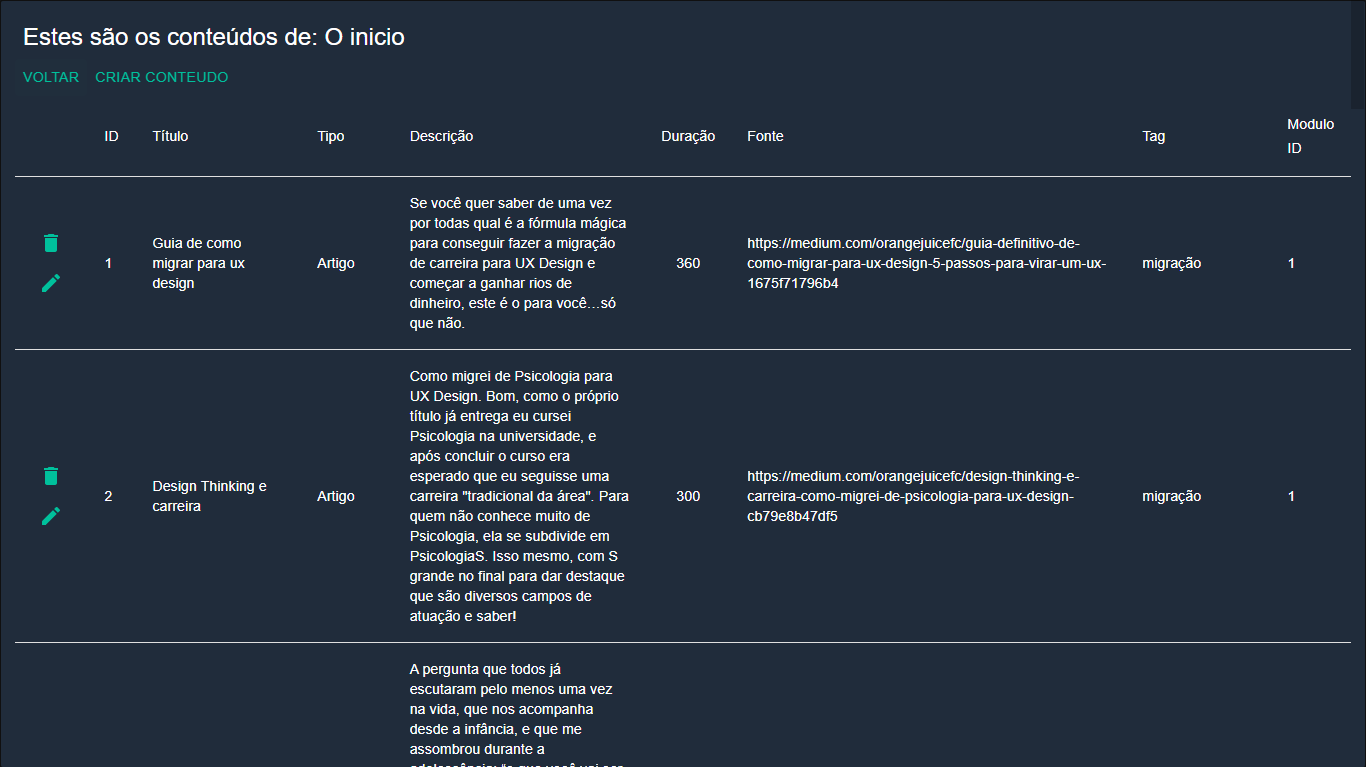 Estes são os conteúdos de: O inicio
VOLTAR CRIAR CONTEUDO
ID Título Tipo Descrição Duração Fonte Tag Modulo ID
1
Guia de como
migrar para ux
design
Artigo
Se você quer saber de uma vez
por todas qual é a fórmula mágica
para conseguir fazer a migração
de carreira para UX Design e
começar a ganhar rios de
dinheiro, este é o para você…só
que não.
360
https://medium.com/orangejuicefc/guia-definitivo-de-
como-migrar-para-ux-design-5-passos-para-virar-um-ux-
1675f71796b4
migração
1
2
Design Thinking e
carreira
Artigo
Como migrei de Psicologia para
UX Design. Bom, como o próprio
título já entrega eu cursei
Psicologia na universidade, e
após concluir o curso era
esperado que eu seguisse uma
carreira "tradicional da área". Para
quem não conhece muito de
Psicologia, ela se subdivide em
PsicologiaS. Isso mesmo, com S
grande no final para dar destaque
que são diversos campos de
atuação e saber!
300
https://medium.com/orangejuicefc/design-thinking-e-
carreira-como-migrei-de-psicologia-para-ux-design-
cb79e8b47df5
migração
1
A pergunta que todos já
escutaram pelo menos uma vez
na vida, que nos acompanha
desde a infância, e que me
assombrou durante a